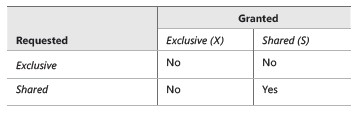 Granted
Requested Exclusive (X) Shared (S)
Exclusive No No
Shared No Yes